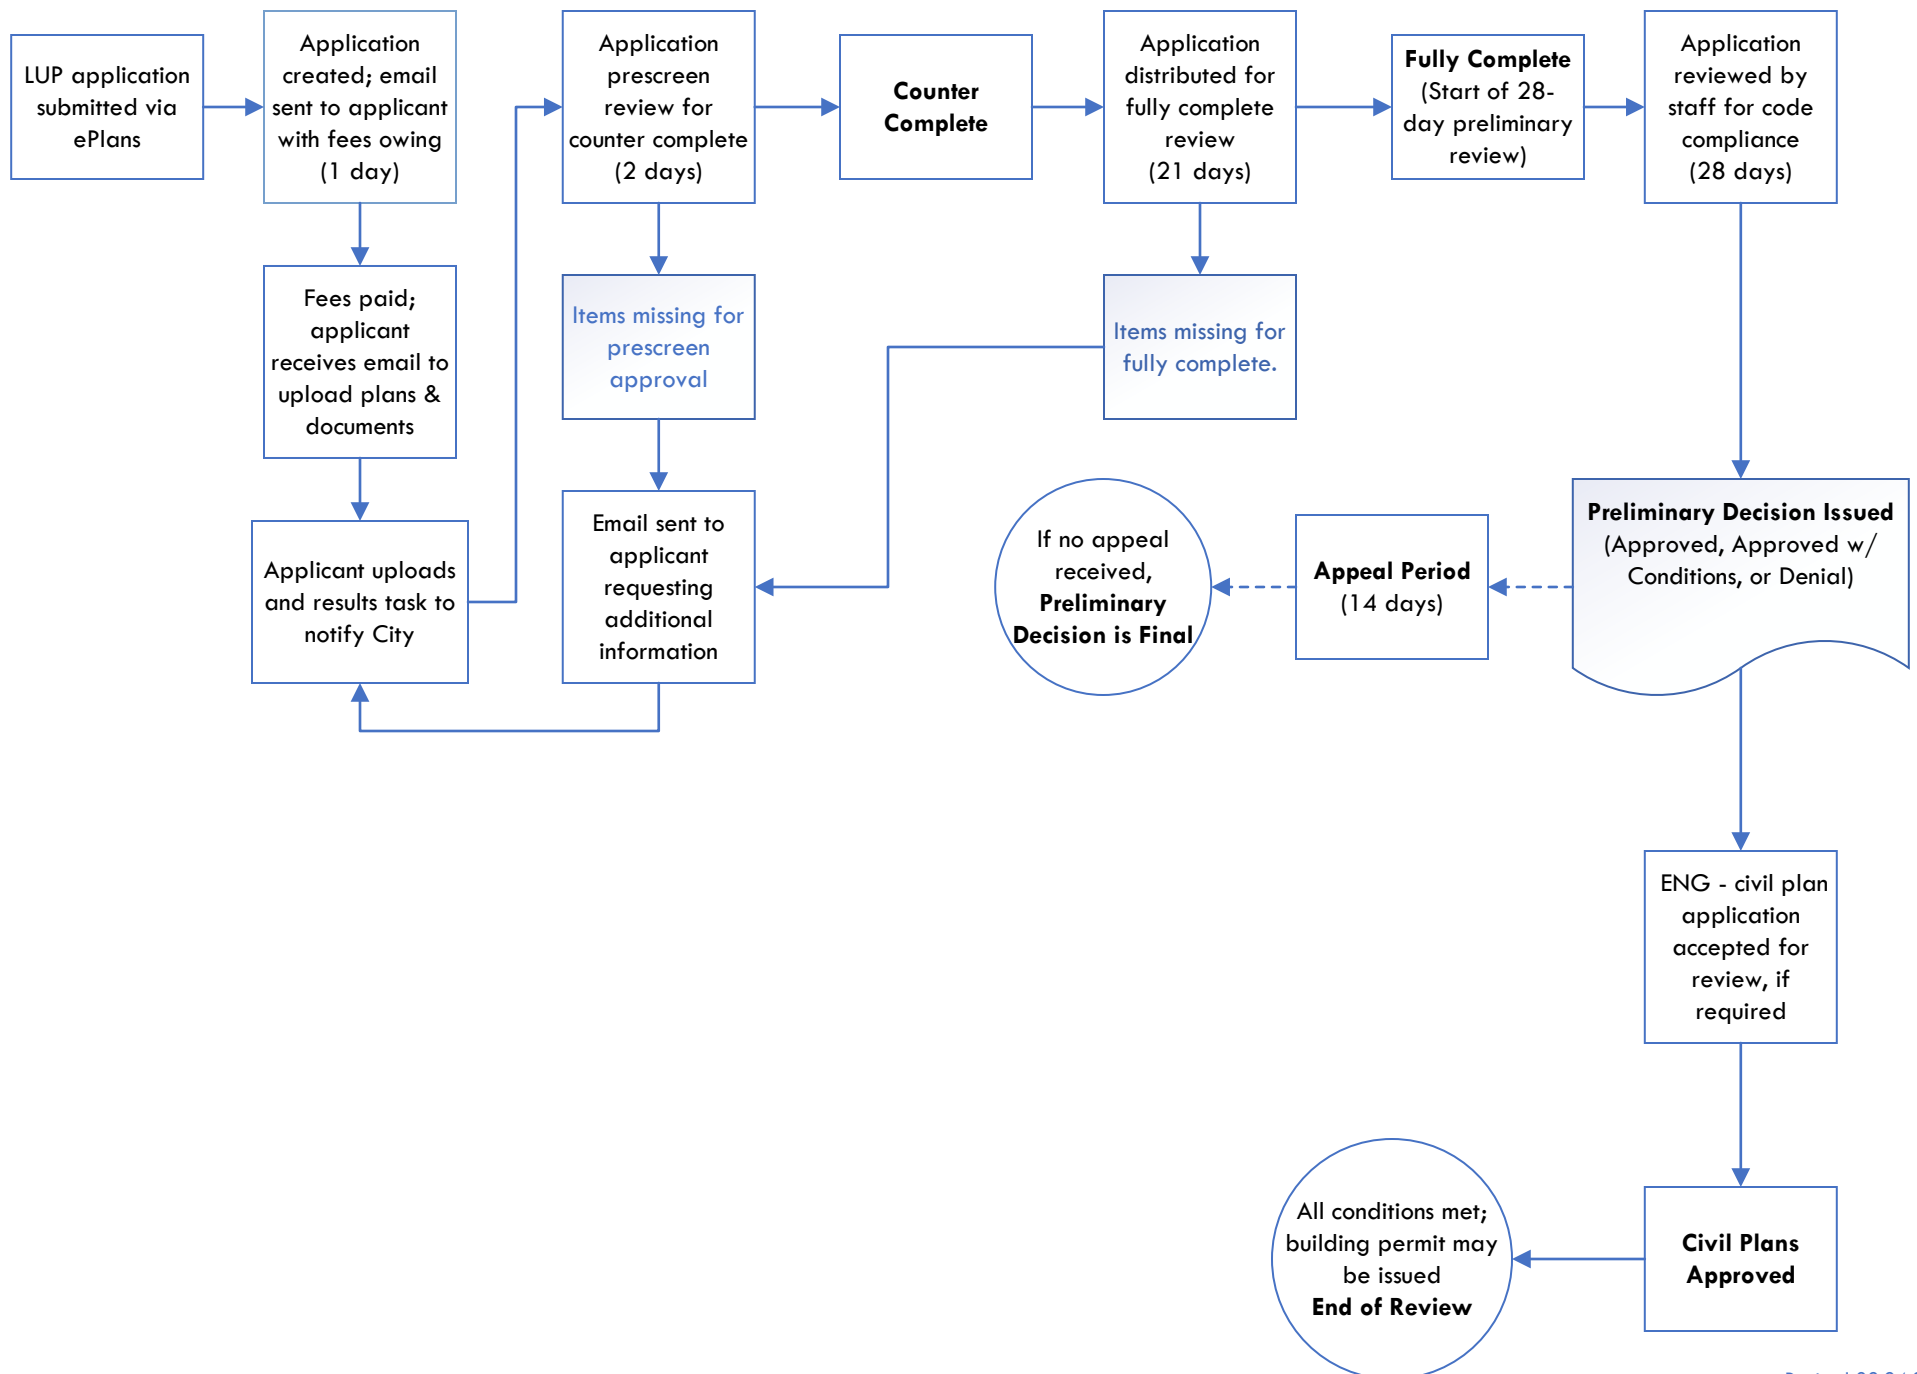 LUP application
submitted via
ePlans
Application
created; email
sent to applicant
with fees owing
(1 day)
Application
prescreen
review for
counter complete
(2 days)
Counter
Complete
Application
distributed for
fully complete
review
(21 days)
Fully Complete
(Start of 28-
day preliminary
review)
Application
reviewed by
staff for code
compliance
(28 days)
Fees paid;
applicant
receives email to
upload plans &
documents
Items missing for
prescreen
approval
Items missing for
fully complete.
Applicant uploads
and results task to
notify City
Email sent to
applicant
requesting
additional
information
If no appeal
received,
Preliminary
Decision is Final
Appeal Period
(14 days)
Preliminary Decision Issued
(Approved, Approved w/
Conditions, or Denial)
ENG - civil plan
application
accepted for
review, if
required
All conditions met;
building permit may
be issued
End of Review
Civil Plans
Approved